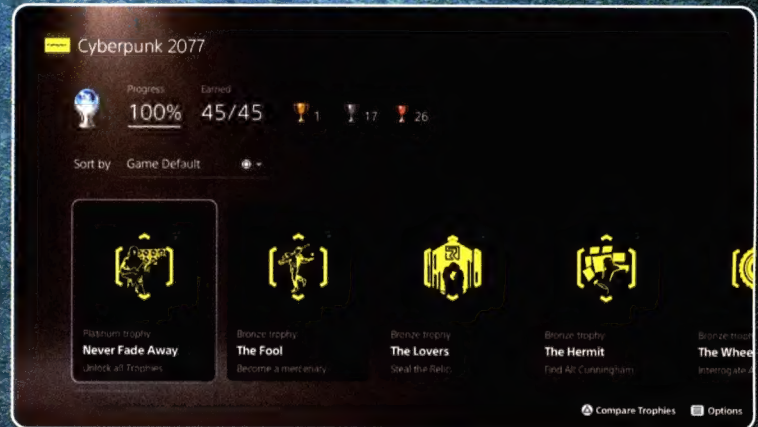 Cyberpunk 2077
Progress Earned
100% 45/45 1 17 26
Sort by Game Default
Platinum trophy
Never Fade Away
Unlock all Trophies
Bronze trophy
The Fool
Become a mercenary.
Bronze trophy
The Lovers
Steal the Relic.
Bronze trophy
The Hermit
Find Alt Cunningham.
Bronze
The Whee
Interrogate A
Compare Trophies Options